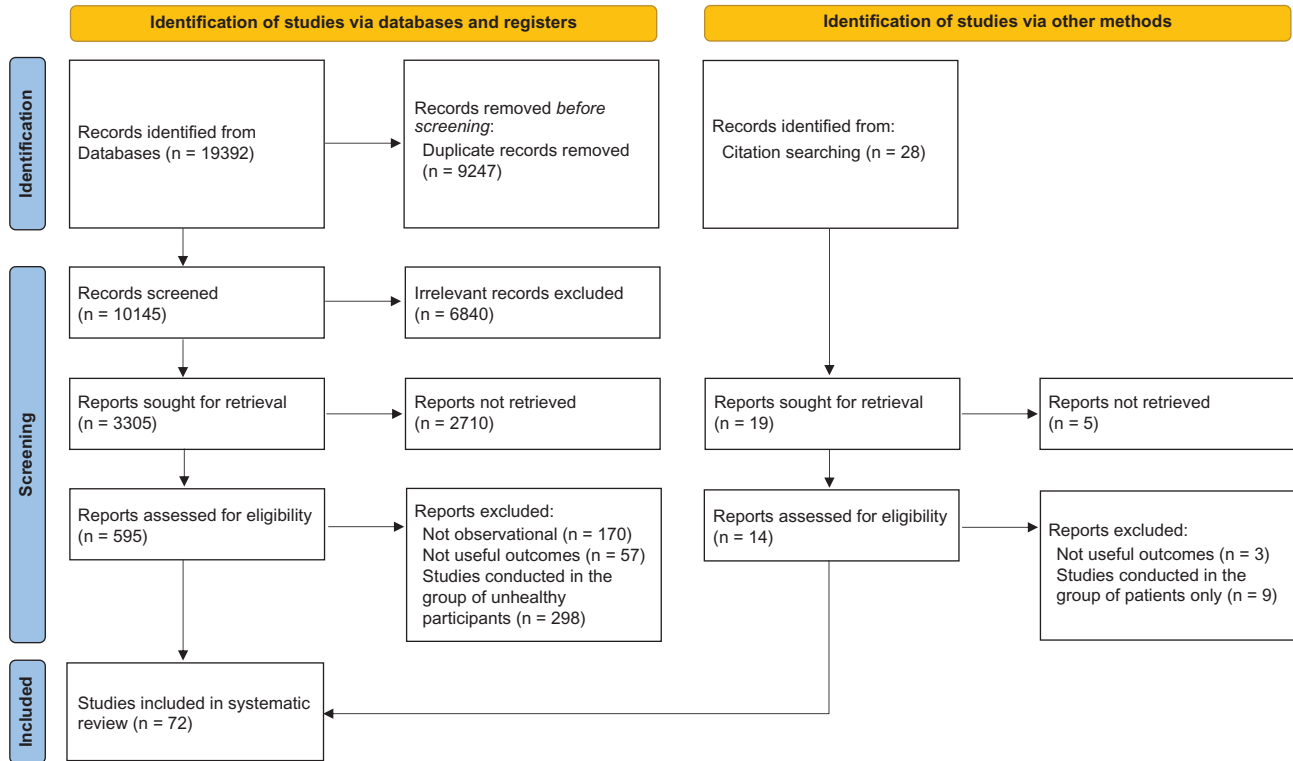 Identification of studies via databases and registers
Identification of studies via other methods
Identification
Records identified from
Databases (n = 19392)
Records removed before
screening:
Duplicate records removed
(n = 9247)
Records identified from:
Citation searching (n = 28)
Screening
Records screened
(n = 10145)
Irrelevant records excluded
(n = 6840)
Reports sought for retrieval
(n = 3305)
Reports not retrieved
(n = 2710)
Reports sought for retrieval
(n = 19)
Reports not retrieved
(n = 5)
Reports assessed for eligibility
(n = 595)
Reports excluded:
Not observational (n = 170)
Not useful outcomes (n = 57)
Studies conducted in the
group of unhealthy
participants (n = 298)
Reports assessed for eligibility
(n = 14)
Reports excluded:
Not useful outcomes (n = 3)
Studies conducted in the
group of patients only (n = 9)
Included
Studies included in systematic
review (n = 72)